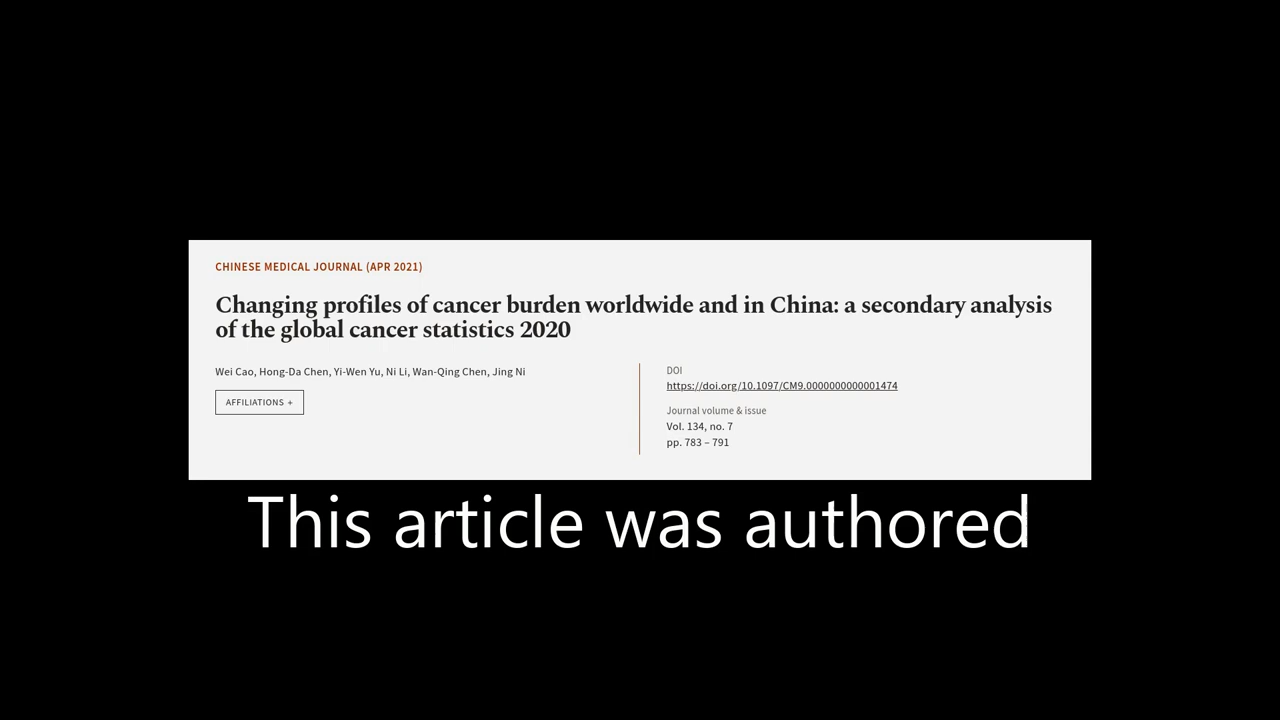 CHINESE MEDICAL JOURNAL (APR 2021)
Changing profiles of cancer burden worldwide and in China: a secondary analysis
of the global cancer statistics 2020
Wei Cao, Hong-Da Chen, Yi-Wen Yu, Ni Li, Wan-Qing Chen, Jing Ni
AFFILIATIONS +
DOI
https://doi.org/10.1097/CM9.0000000000001474
Journal volume & issue
Vol. 134, no. 7
pp. 783 – 791
This article was authored